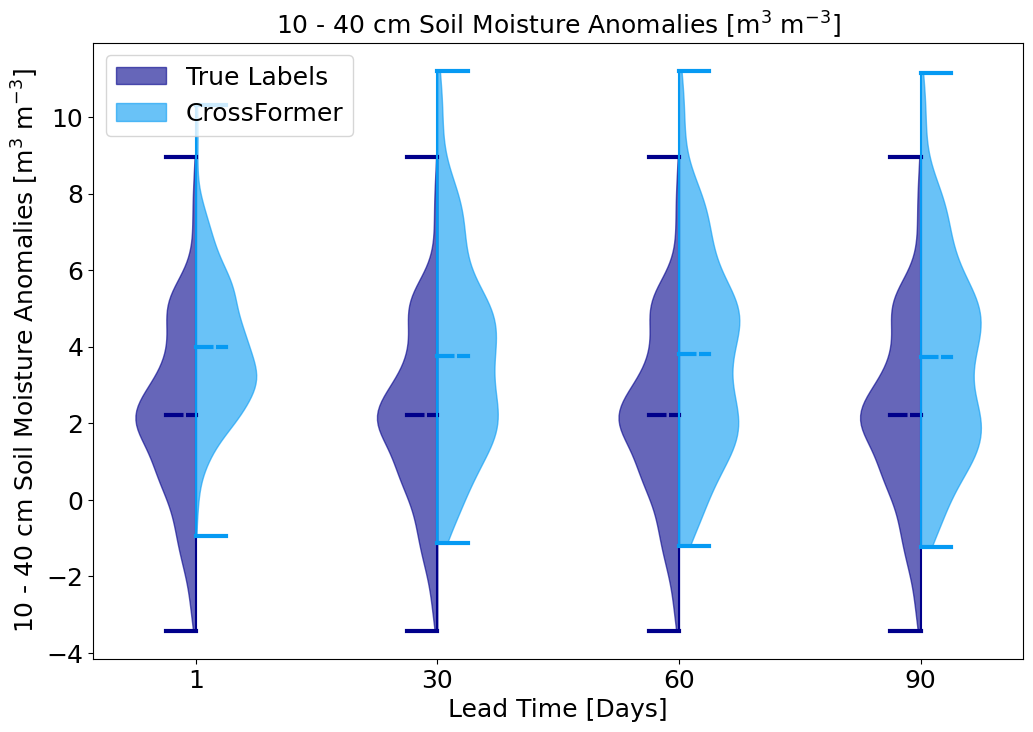 10 - 40 cm Soil Moisture Anomalies [m³ m⁻³]
True Labels
CrossFormer
10 - 40 cm Soil Moisture Anomalies [m³ m⁻³]
10
8
6
4
2
0
−2
−4
1 30 60 90
Lead Time [Days]